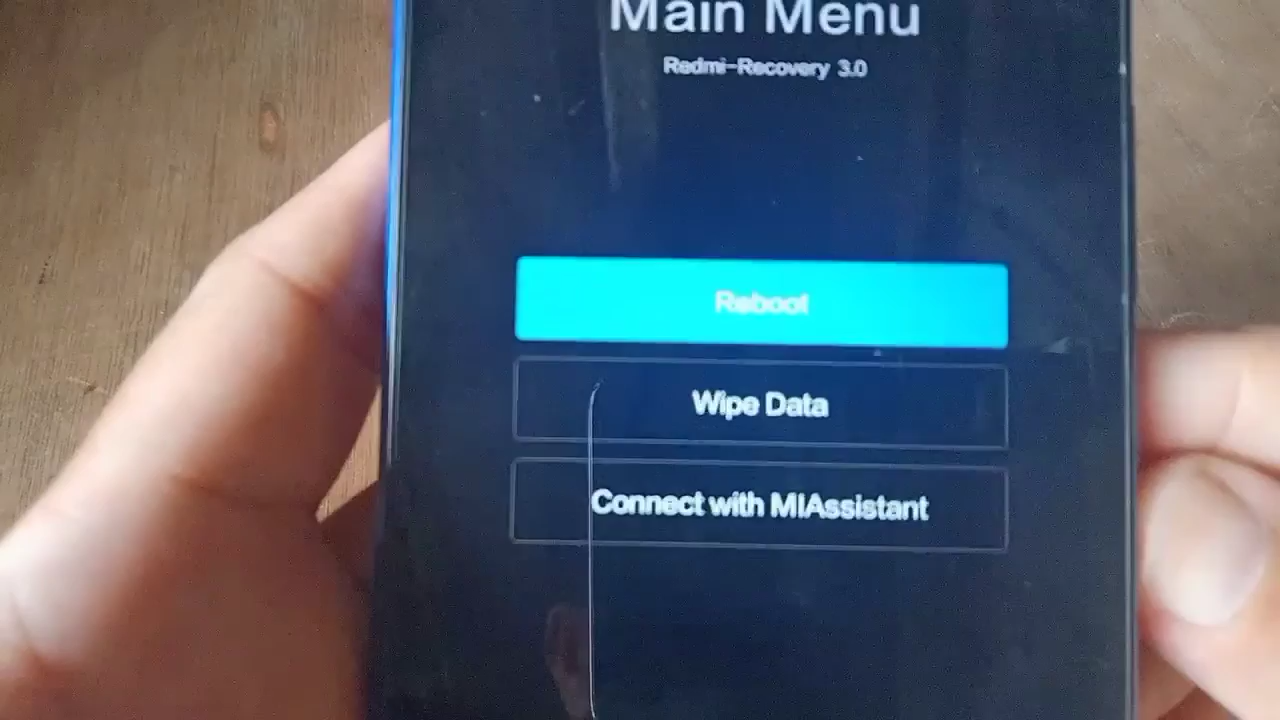 Main Menu
Redmi-Recovery 3.0
Reboot
Wipe Data
Connect with MIAssistant